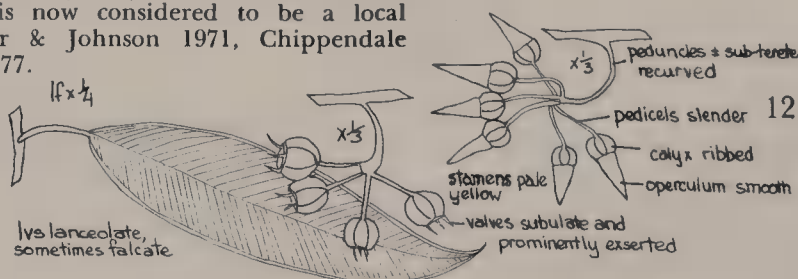 is now considered to be a local
r & Johnson 1971, Chippendale
77.
lf x ¼
x⅓
lvs lanceolate,
sometimes falcate
valves subulate and
prominently exserted
x⅓
peduncles ± sub-terete
recurved
pedicels slender
12
calyx ribbed
operculum smooth
stamens pale
yellow